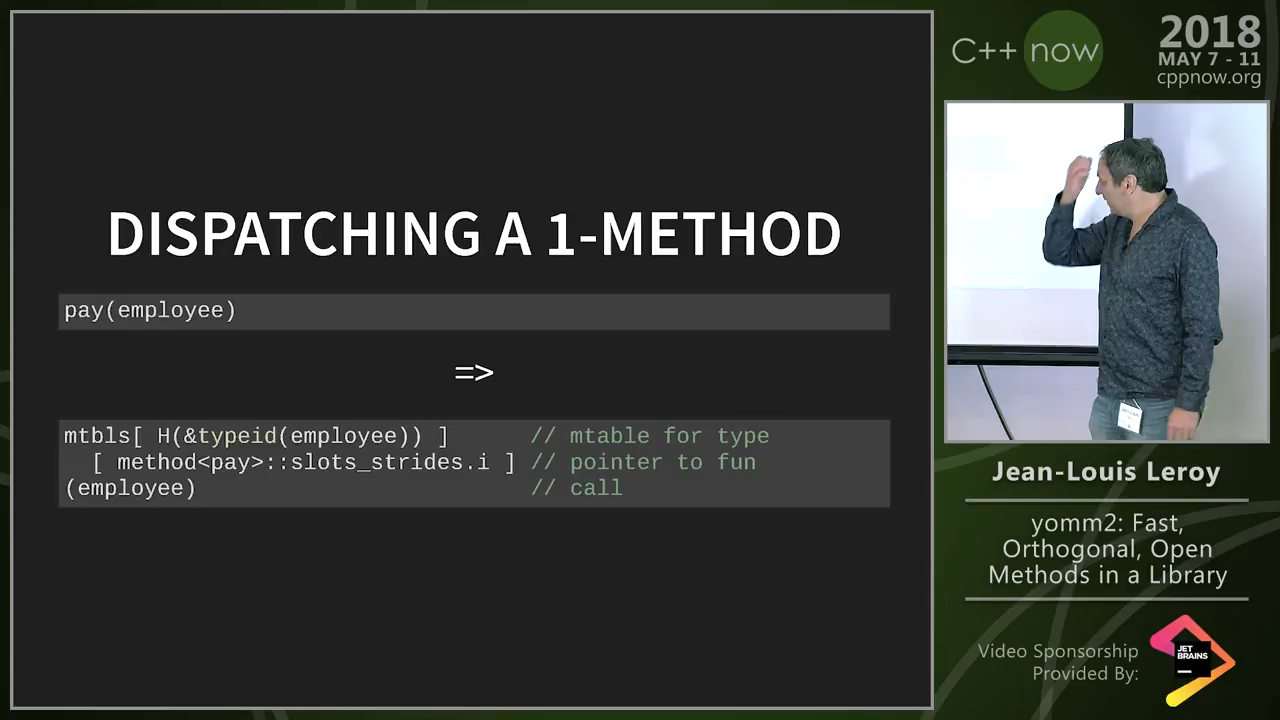 DISPATCHING A 1-METHOD
pay(employee)
=>
mtbls[ H(&typeid(employee)) ] // mtable for type
[ method<pay>::slots_strides.i ] // pointer to fun
(employee) // call
C++ now
2018
MAY 7 - 11
cppnow.org
Jean-Louis Leroy
yomm2: Fast,
Orthogonal, Open
Methods in a Library
Video Sponsorship
Provided By:
JET
BRAINS